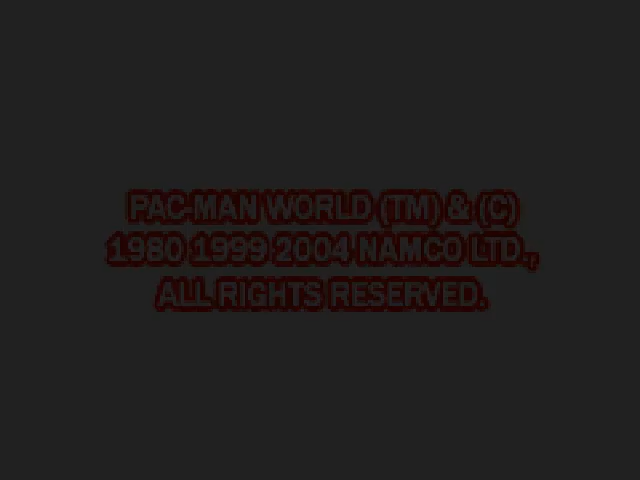 PAC-MAN WORLD (TM) & (C)
1980 1999 2004 NAMCO LTD.,
ALL RIGHTS RESERVED.